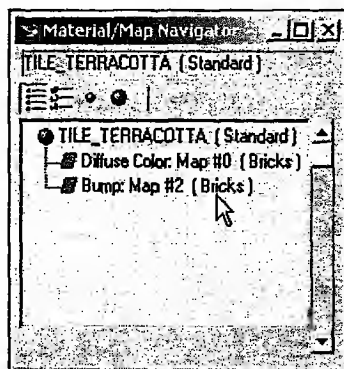 Material/Map Navigator
TILE_TERRACOTTA (Standard)
TILE_TERRACOTTA (Standard)
Diffuse Color: Map #0 (Bricks)
Bump: Map #2 (Bricks)